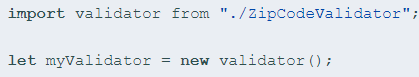 import validator from "./ZipCodeValidator";
let myValidator = new validator();